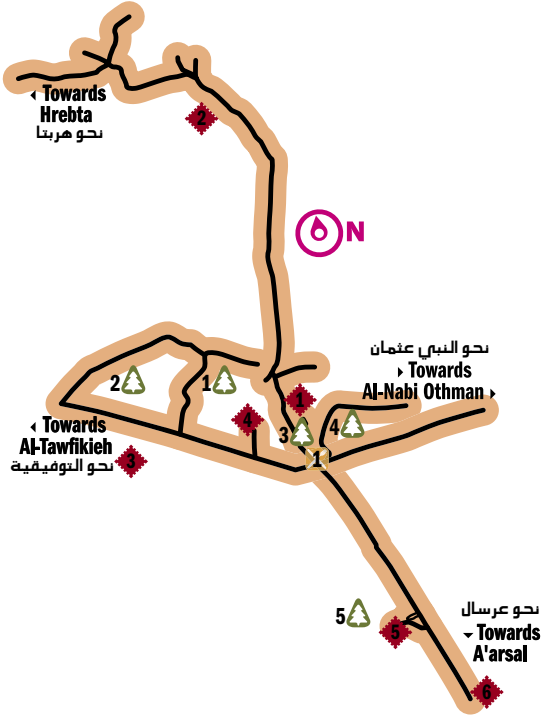 Towards
Hrebta
نحو هربتا
2
N
نحو النبي عثمان
Towards
Al-Nabi Othman
2
1
1
4
3
4
Towards
Al-Tawfikieh
نحو التوفيقية
3
1
5
5
نحو عرسال
Towards
A'arsal
6